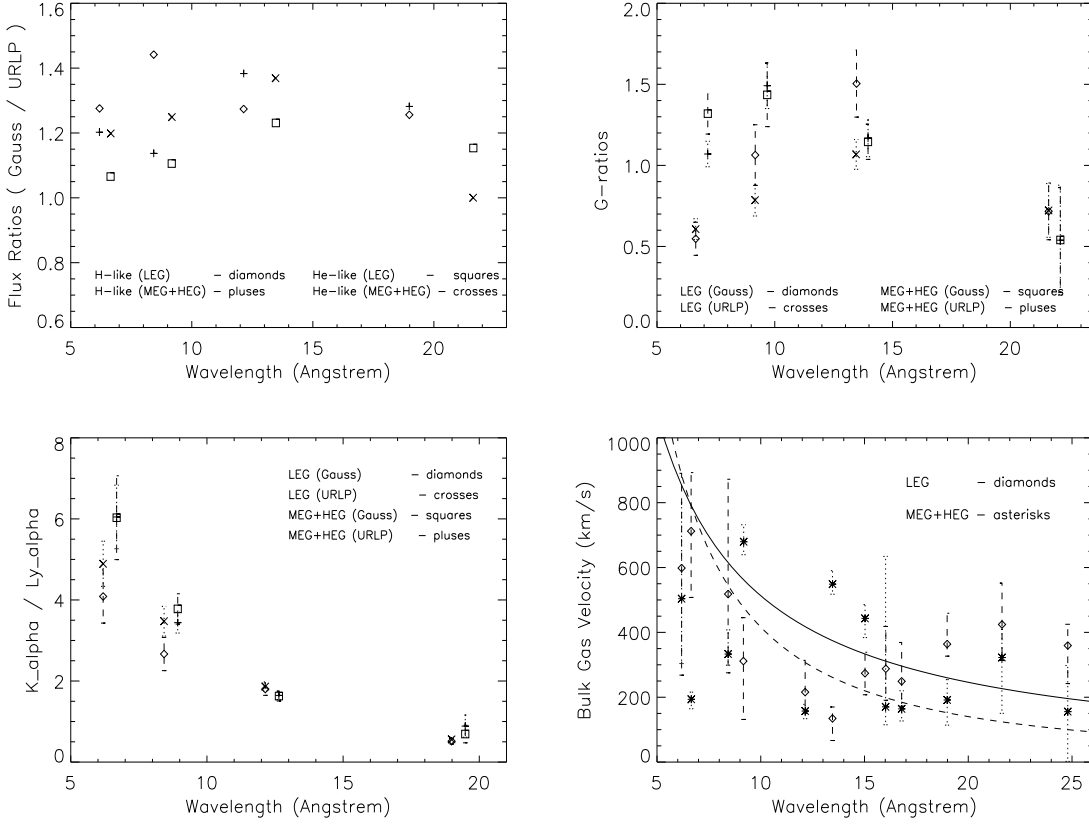 Flux Ratios ( Gauss / URLP )
1.6
1.4
1.2
1.0
0.8
0.6
H-like (LEG) - diamonds He-like (LEG) - squares
H-like (MEG+HEG) - pluses He-like (MEG+HEG) - crosses
5 10 15 20
Wavelength (Angstrem)
G-ratios
2.0
1.5
1.0
0.5
0.0
LEG (Gauss) - diamonds MEG+HEG (Gauss) - squares
LEG (URLP) - crosses MEG+HEG (URLP) - pluses
5 10 15 20
Wavelength (Angstrem)
K_alpha / Ly_alpha
8
6
4
2
0
LEG (Gauss) - diamonds
LEG (URLP) - crosses
MEG+HEG (Gauss) - squares
MEG+HEG (URLP) - pluses
5 10 15 20
Wavelength (Angstrem)
Bulk Gas Velocity (km/s)
1000
800
600
400
200
0
LEG - diamonds
MEG+HEG - asterisks
5 10 15 20 25
Wavelength (Angstrem)